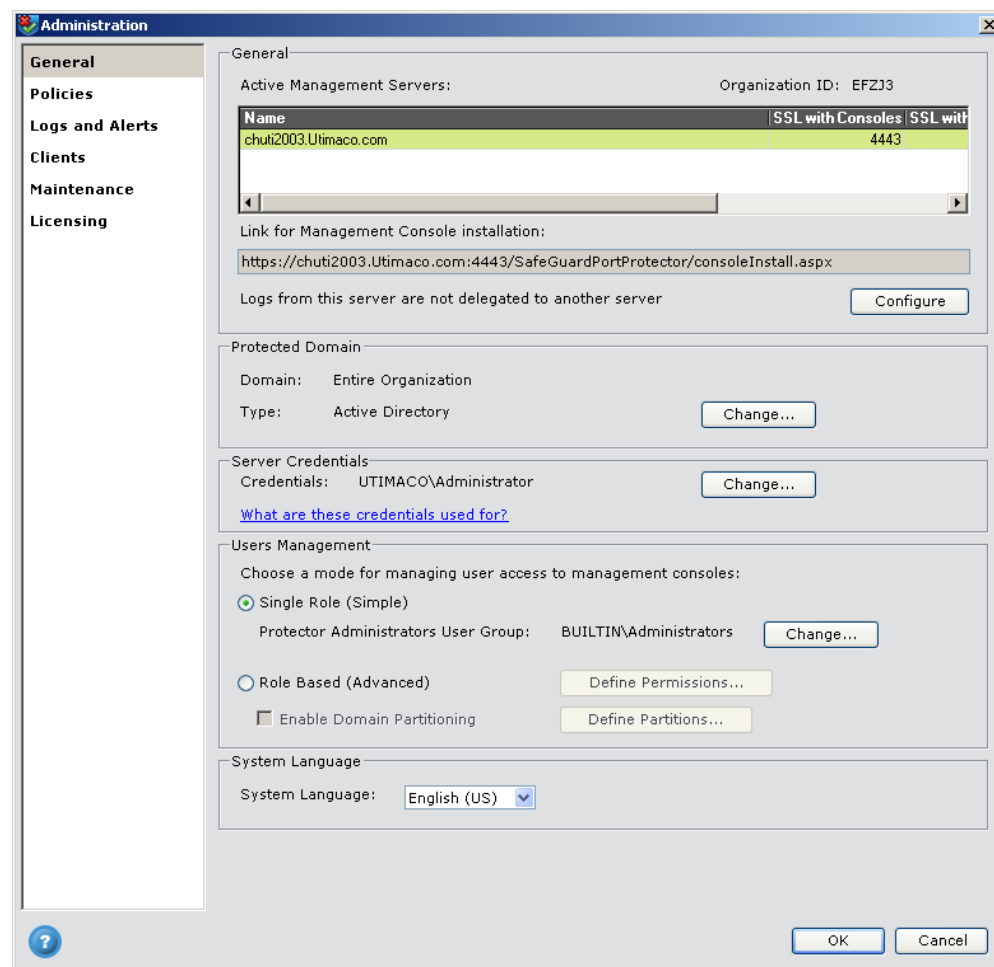 Administration
General
Policies
Logs and Alerts
Clients
Maintenance
Licensing
General
Active Management Servers:
Organization ID: EFZJ3
Name SSL with Consoles SSL with
chuti2003.Utimaco.com 4443
Link for Management Console installation:
https://chuti2003.Utimaco.com:4443/SafeGuardPortProtector/consoleInstall.aspx
Logs from this server are not delegated to another server
Configure
Protected Domain
Domain: Entire Organization
Type: Active Directory
Change...
Server Credentials
Credentials: UTIMACO\Administrator
Change...
What are these credentials used for?
Users Management
Choose a mode for managing user access to management consoles:
Single Role (Simple)
Protector Administrators User Group: BUILTIN\Administrators
Change...
Role Based (Advanced)
Define Permissions...
Enable Domain Partitioning
Define Partitions...
System Language
System Language: English (US)
?
OK
Cancel